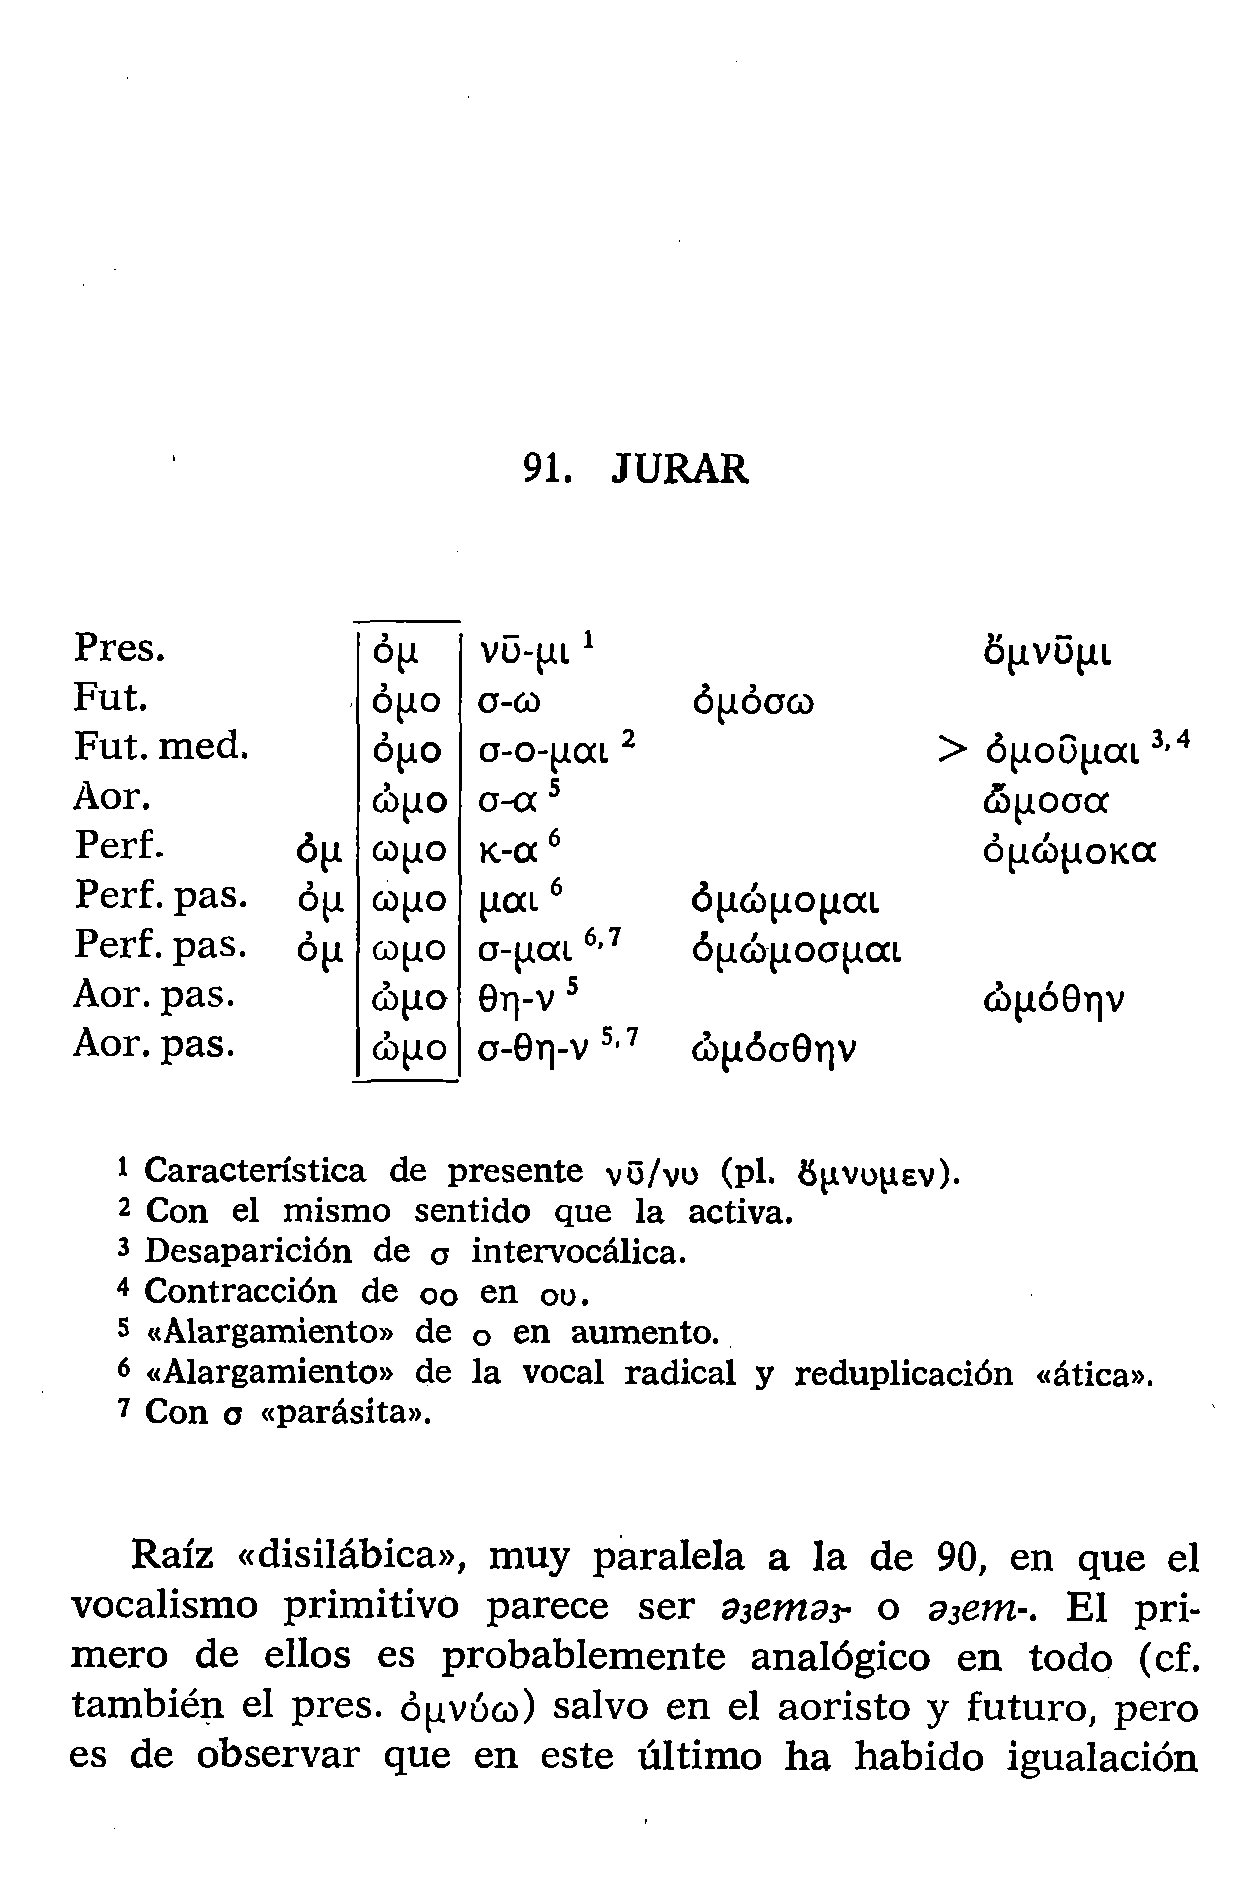 91. JURAR
Pres. ὀμ νῡ-μι ¹ ὄμνῡμι
Fut. ὀμο σ-ω ὀμόσω
Fut. med. ὀμο σ-ο-μαι ² > ὀμοῦμαι ³,⁴
Aor. ὠμο σ-α ⁵ ὤμοσα
Perf. ὀμ ωμο κ-α ⁶ ὀμώμοκα
Perf. pas. ὀμ ωμο μαι ⁶ ὀμώμομαι
Perf. pas. ὀμ ωμο σ-μαι ⁶,⁷ ὀμώμοσμαι
Aor. pas. ὠμο θη-ν ⁵ ὠμόθην
Aor. pas. ὠμο σ-θη-ν ⁵,⁷ ὠμόσθην
¹ Característica de presente νῡ/νυ (pl. ὄμνυμεν).
² Con el mismo sentido que la activa.
³ Desaparición de σ intervocálica.
⁴ Contracción de οο en ου.
⁵ «Alargamiento» de ο en aumento.
⁶ «Alargamiento» de la vocal radical y reduplicación «ática».
⁷ Con σ «parásita».
Raíz «disilábica», muy paralela a la de 90, en que el
vocalismo primitivo parece ser ə₃emə₃- o ə₃em-. El pri-
mero de ellos es probablemente analógico en todo (cf.
también el pres. ὀμνύω) salvo en el aoristo y futuro, pero
es de observar que en este último ha habido igualación